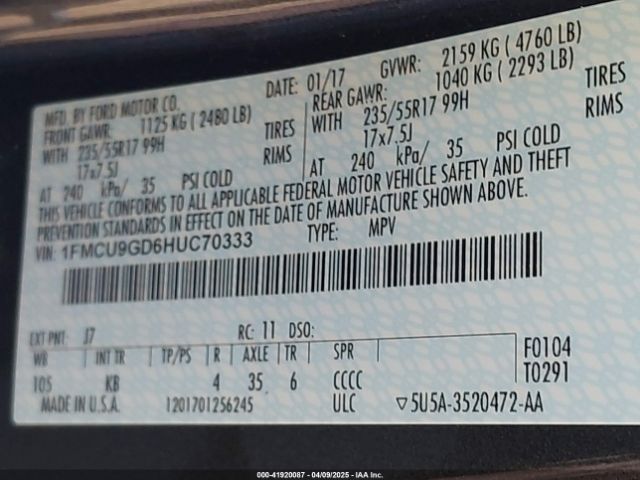 MFD. BY FORD MOTOR CO.
DATE: 01/17 GVWR: 2159 KG ( 4760 LB)
FRONT GAWR: 1125 KG ( 2480 LB)
REAR GAWR: 1040 KG ( 2293 LB)
WITH 235/55R17 99H TIRES
WITH 235/55R17 99H TIRES
17x7.5J RIMS
17x7.5J RIMS
AT 240 kPa/ 35 PSI COLD
AT 240 kPa/ 35 PSI COLD
THIS VEHICLE CONFORMS TO ALL APPLICABLE FEDERAL MOTOR VEHICLE SAFETY AND THEFT
PREVENTION STANDARDS IN EFFECT ON THE DATE OF MANUFACTURE SHOWN ABOVE.
VIN: 1FMCU9GD6HUC70333 TYPE: MPV
EXT PNT: J7 RC: 11 DSO:
WB INT TR TP/PS R AXLE TR SPR F0104
105 KB 4 35 6 CCCC T0291
MADE IN U.S.A. 1201701256245 ULC ▽5U5A-3520472-AA
000-41920087 - 04/09/2025 - IAA Inc.